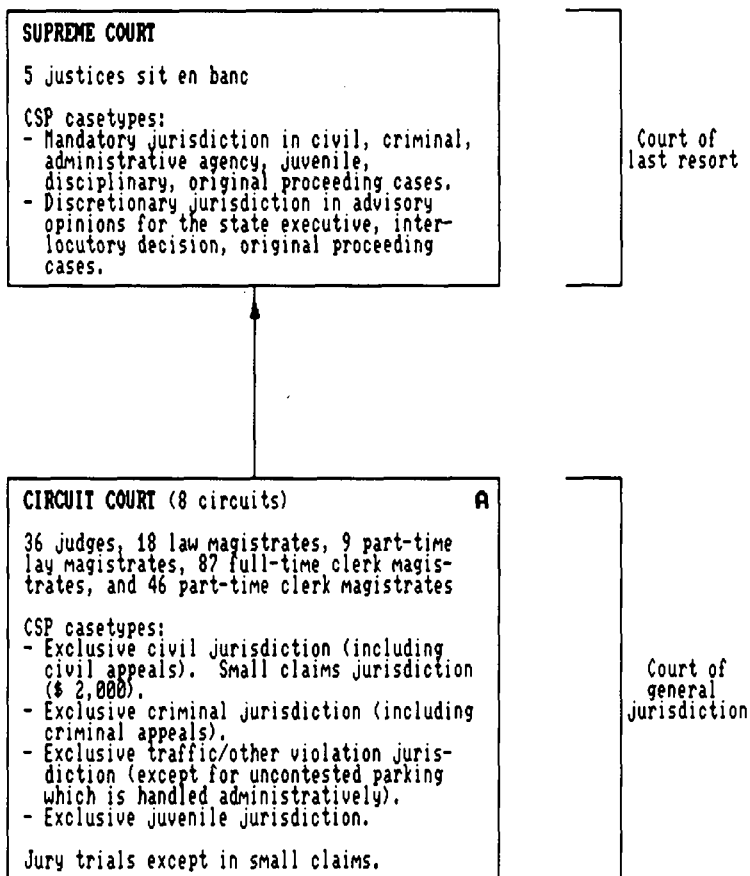 SUPREME COURT
5 justices sit en banc
CSP casetypes:
- Mandatory jurisdiction in civil, criminal,
administrative agency, juvenile,
disciplinary, original proceeding cases.
- Discretionary jurisdiction in advisory
opinions for the state executive, inter-
locutory decision, original proceeding
cases.
Court of
last resort
CIRCUIT COURT (8 circuits) A
36 judges, 18 law magistrates, 9 part-time
lay magistrates, 87 full-time clerk magis-
trates, and 46 part-time clerk magistrates
CSP casetypes:
- Exclusive civil jurisdiction (including
civil appeals). Small claims jurisdiction
($ 2,000).
- Exclusive criminal jurisdiction (including
criminal appeals).
- Exclusive traffic/other violation juris-
diction (except for uncontested parking
which is handled administratively).
- Exclusive juvenile jurisdiction.
Jury trials except in small claims.
Court of
general
jurisdiction